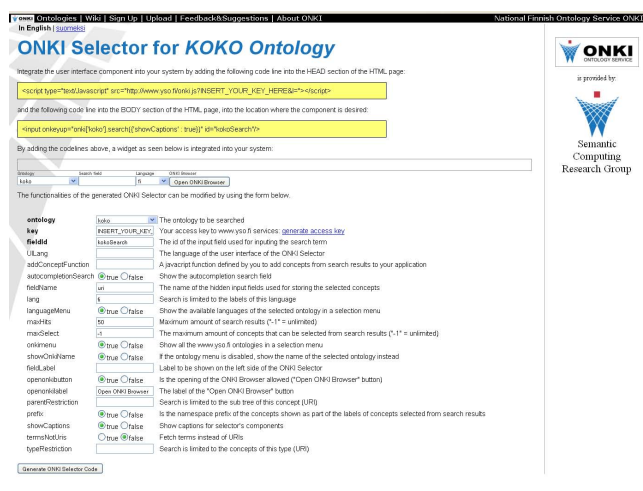 ONKI Ontologies | Wiki | Sign Up | Upload | Feedback&Suggestions | About ONKI National Finnish Ontology Service ONKI
In English | suomeksi
ONKI Selector for KOKO Ontology
Integrate the user interface component into your system by adding the following code line into the HEAD section of the HTML page:
<script type="text/Javascript" src="http://www.yso.fi/onki.js?INSERT_YOUR_KEY_HERE&l="></script>
and the following code line into the BODY section of the HTML page, into the location where the component is desired:
<input onkeyup="onki['koko'].search({'showCaptions' : true})" id="kokoSearch"/>
By adding the codelines above, a widget as seen below is integrated into your system:
Ontology Search field Language ONKI Browser
koko fi Open ONKI Browser
The functionalities of the generated ONKI Selector can be modified by using the form below.
ontology koko The ontology to be searched
key INSERT_YOUR_KEY_ Your access key to www.yso.fi services: generate access key
fieldId kokoSearch The id of the input field used for inputing the search term
UILang The language of the user interface of the ONKI Selector
addConceptFunction A javascript function defined by you to add concepts from search results to your application
autocompletionSearch true false Show the autocompletion search field
fieldName uri The name of the hidden input fields used for storing the selected concepts
lang fi Search is limited to the labels of this language
languageMenu true false Show the available languages of the selected ontology in a selection menu
maxHits 50 Maximum amount of search results ("-1" = unlimited)
maxSelect -1 The maximum amount of concepts that can be selected from search results ("-1" = unlimited)
onkimenu true false Show all the www.yso.fi ontologies in a selection menu
showOnkiName true false If the ontology menu is disabled, show the name of the selected ontology instead
fieldLabel Label to be shown on the left side of the ONKI Selector
openonkibutton true false Is the opening of the ONKI Browser allowed ("Open ONKI Browser" button)
openonkilabel Open ONKI Browser The label of the "Open ONKI Browser" button
parentRestriction Search is limited to the sub tree of this concept (URI)
prefix true false Is the namespace prefix of the concepts shown as part of the labels of concepts selected from search results
showCaptions true false Show captions for selector's components
termsNotUris true false Fetch terms instead of URIs
typeRestriction Search is limited to the concepts of this type (URI)
Generate ONKI Selector Code
ONKI
ONTOLOGY SERVICE
is provided by:
Semantic
Computing
Research Group